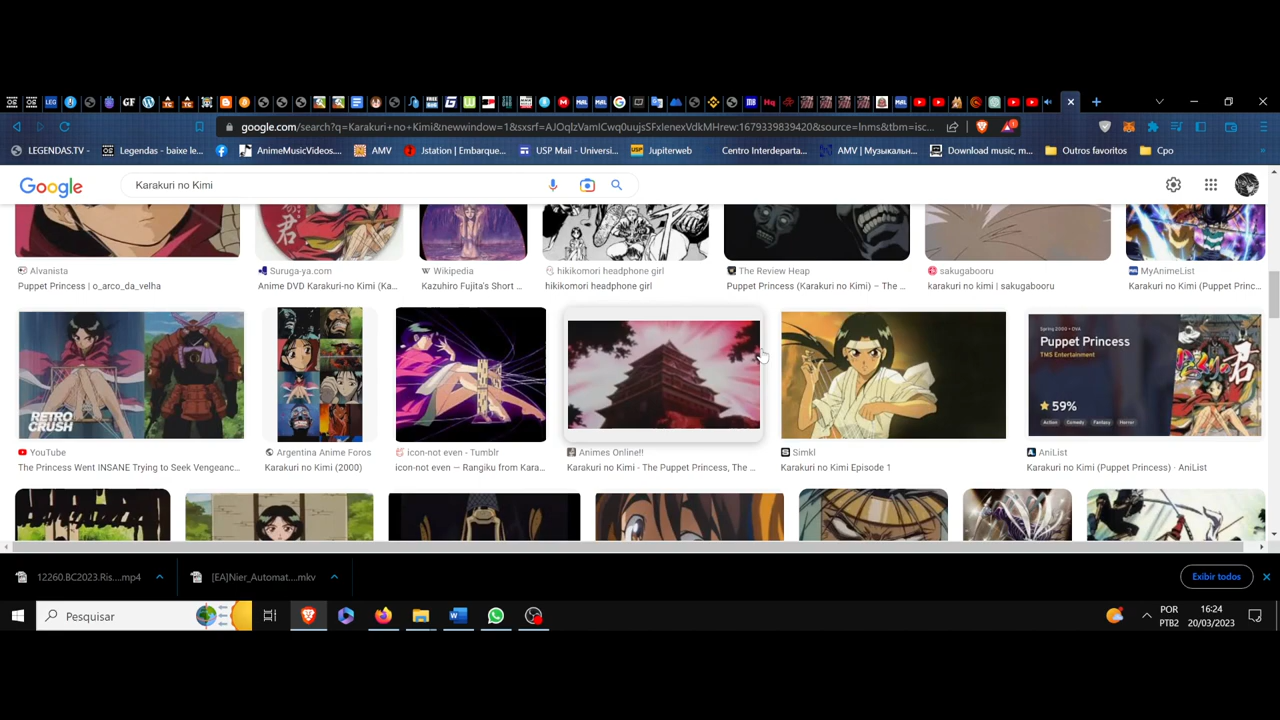 google.com/search?q=Karakuri+no+Kimi&newwindow=1&sxsrf=AJOqlzVamICwq0uujsSFxIenexVdkMHrew:1679339839420&source=lnms&tbm=isc...
LEGENDAS.TV - Legendas - baixe le... AnimeMusicVideos.... AMV Jstation | Embarque... USP Mail - Universi... Jupiterweb Centro Interdeparta... AMV | Музыкальн... Download music, m... Outros favoritos Cpo
Google Karakuri no Kimi
Alvanista Suruga-ya.com Wikipedia hikikomori headphone girl The Review Heap sakugabooru MyAnimeList
Puppet Princess | o_arco_da_velha Anime DVD Karakuri-no Kimi (Ka... Kazuhiro Fujita's Short ... hikikomori headphone girl Puppet Princess (Karakuri no Kimi) – The ... karakuri no kimi | sakugabooru Karakuri no Kimi (Puppet Princ...
RETRO
CRUSH
Spring 2000 • OVA
Puppet Princess
TMS Entertainment
59%
Action Comedy Fantasy Horror
YouTube Argentina Anime Foros icon-not even - Tumblr Animes Online!! Simkl AniList
The Princess Went INSANE Trying to Seek Vengeanc... Karakuri no Kimi (2000) icon-not even — Rangiku from Kara... Karakuri no Kimi - The Puppet Princess, The ... Karakuri no Kimi Episode 1 Karakuri no Kimi (Puppet Princess) · AniList
12260.BC2023.Ris....mp4 [EA]Nier_Automat....mkv Exibir todos
Pesquisar POR 16:24
PTB2 20/03/2023